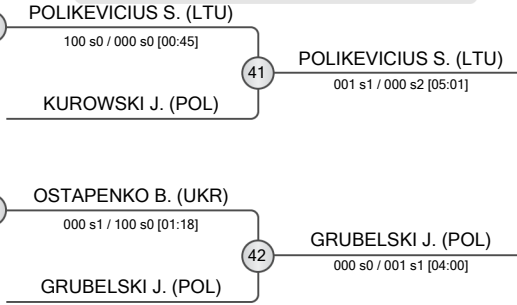 POLIKEVICIUS S. (LTU)
100 s0 / 000 s0 [00:45]
41
POLIKEVICIUS S. (LTU)
001 s1 / 000 s2 [05:01]
KUROWSKI J. (POL)
OSTAPENKO B. (UKR)
000 s1 / 100 s0 [01:18]
42
GRUBELSKI J. (POL)
000 s0 / 001 s1 [04:00]
GRUBELSKI J. (POL)